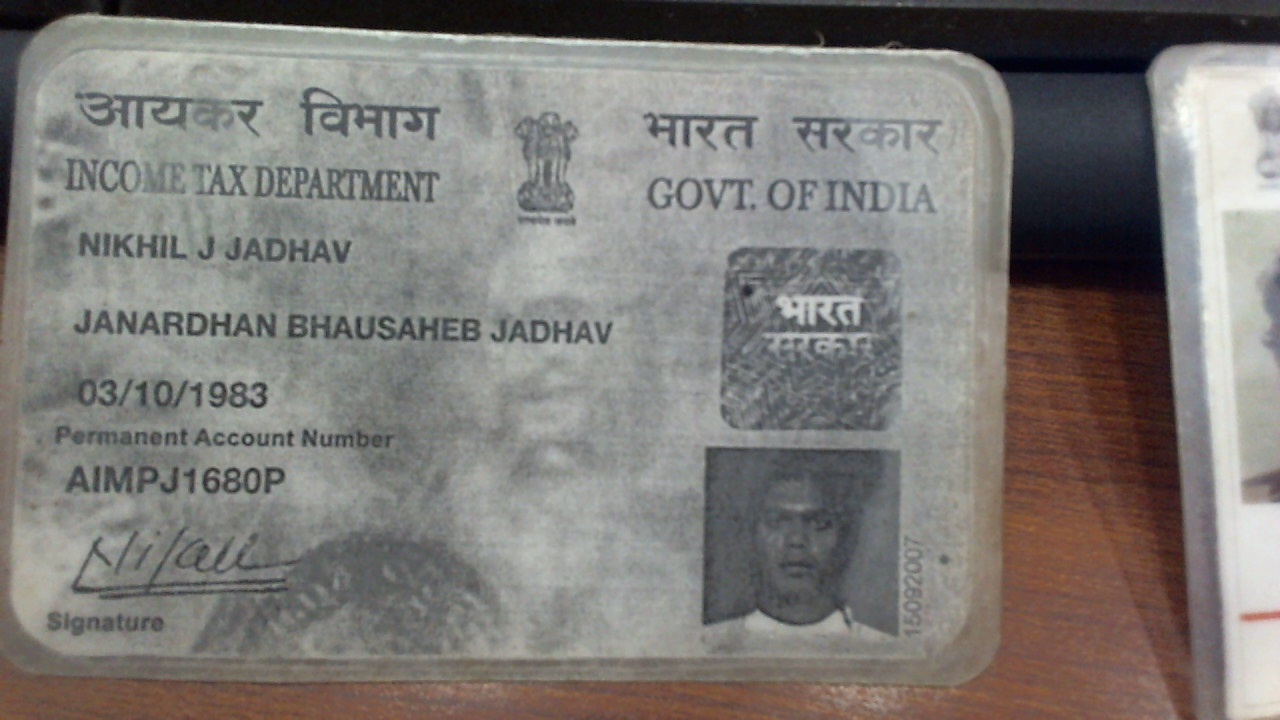 आयकर विभाग
INCOME TAX DEPARTMENT
भारत सरकार
GOVT. OF INDIA
NIKHIL J JADHAV
JANARDHAN BHAUSAHEB JADHAV
03/10/1983
Permanent Account Number
AIMPJ1680P
Signature
भारत
सरकार
15092007